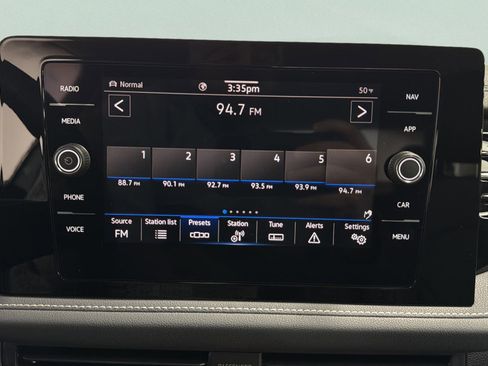 RADIO
MEDIA
PHONE
VOICE
Normal
3:35pm
50°F
94.7 FM
1 2 3 4 5 6
88.7 FM 90.1 FM 92.7 FM 93.5 FM 93.9 FM 94.7 FM
Source Station list Presets Station Tune Alerts Settings
FM
NAV
APP
CAR
MENU